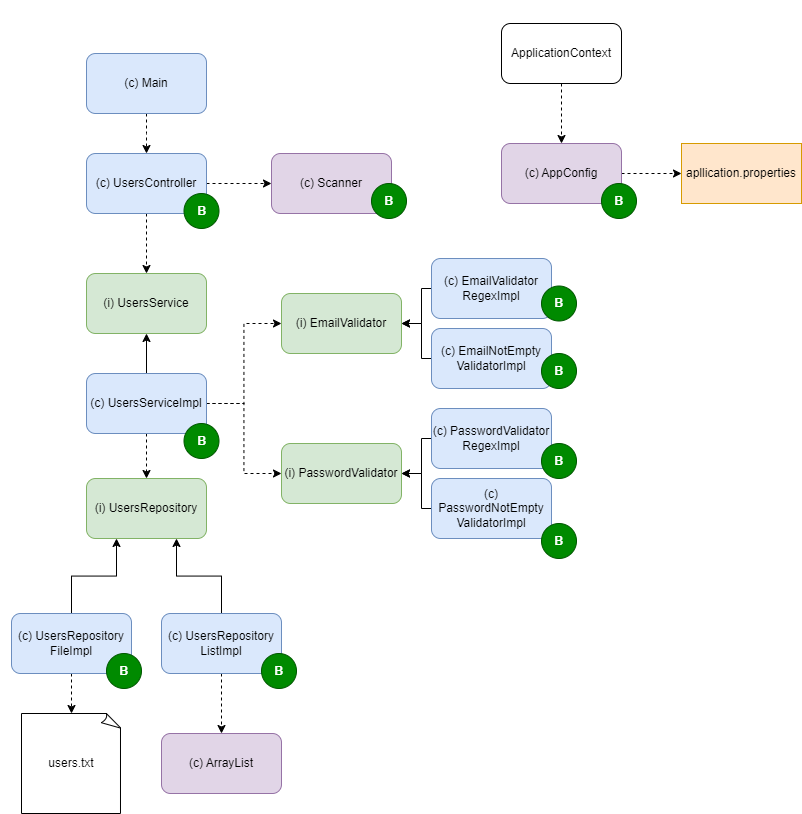 ApplicationContext
(c) Main
(c) UsersController
B
(c) Scanner
B
(c) AppConfig
B
apllication.properties
(i) UsersService
(i) EmailValidator
(c) EmailValidator
RegexImpl
B
(c) EmailNotEmpty
ValidatorImpl
B
(c) UsersServiceImpl
B
(c) PasswordValidator
RegexImpl
B
(i) PasswordValidator
(c)
PasswordNotEmpty
ValidatorImpl
B
(i) UsersRepository
(c) UsersRepository
FileImpl
B
(c) UsersRepository
ListImpl
B
users.txt
(c) ArrayList